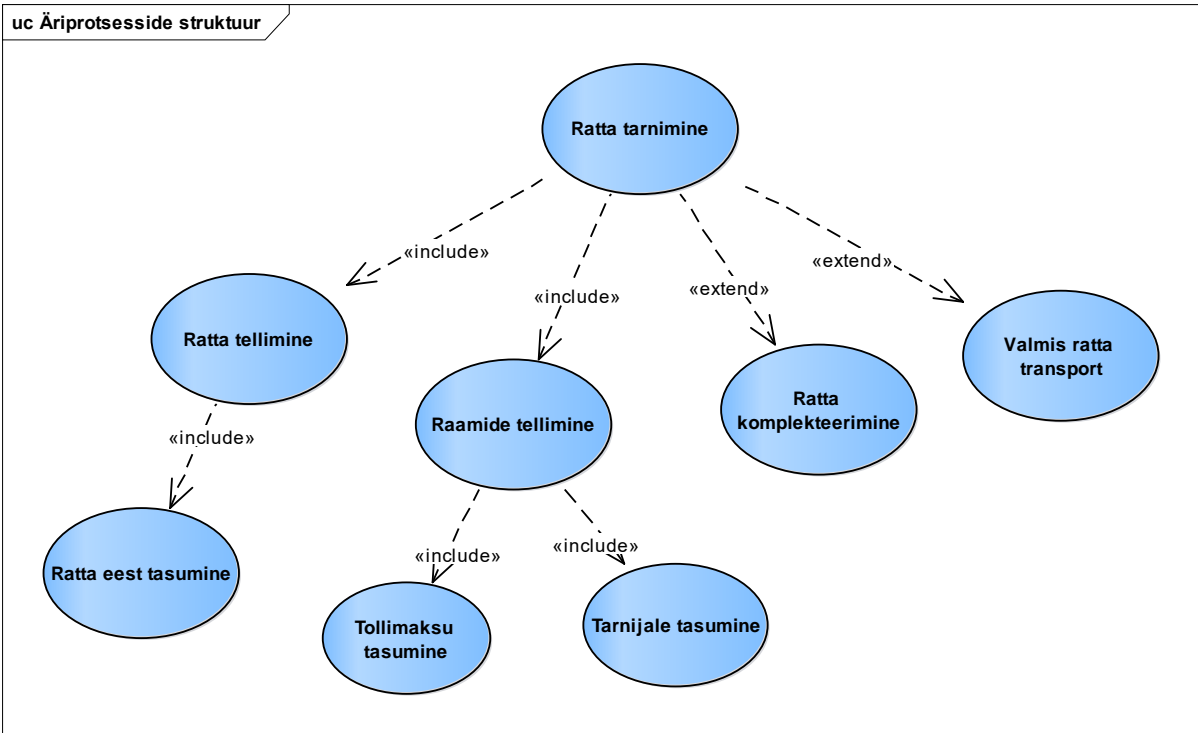 uc Äriprotsesside struktuur
Ratta tarnimine
«include»
«include»
«extend»
«extend»
Ratta tellimine
Raamide tellimine
Ratta
komplekteerimine
Valmis ratta
transport
«include»
«include»
«include»
Ratta eest tasumine
Tollimaksu
tasumine
Tarnijale tasumine